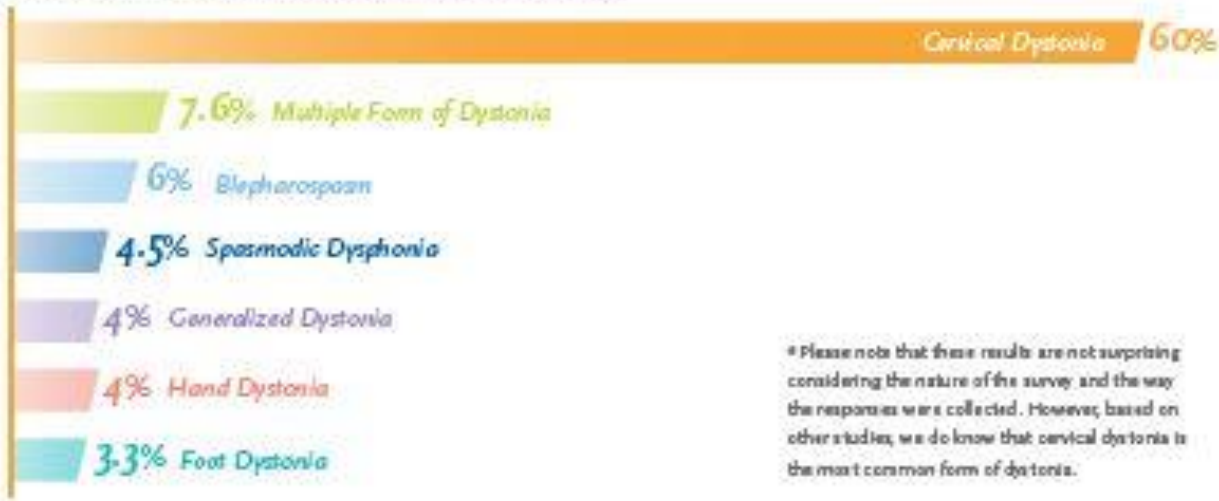 Cervical Dystonia 60%
7.6% Multiple Form of Dystonia
6% Blepharospasm
4.5% Spasmodic Dysphonia
4% Generalized Dystonia
4% Hand Dystonia
3.3% Foot Dystonia
* Please note that these results are not surprising
considering the nature of the survey and the way
the responses were collected. However, based on
other studies, we do know that cervical dystonia is
the most common form of dystonia.